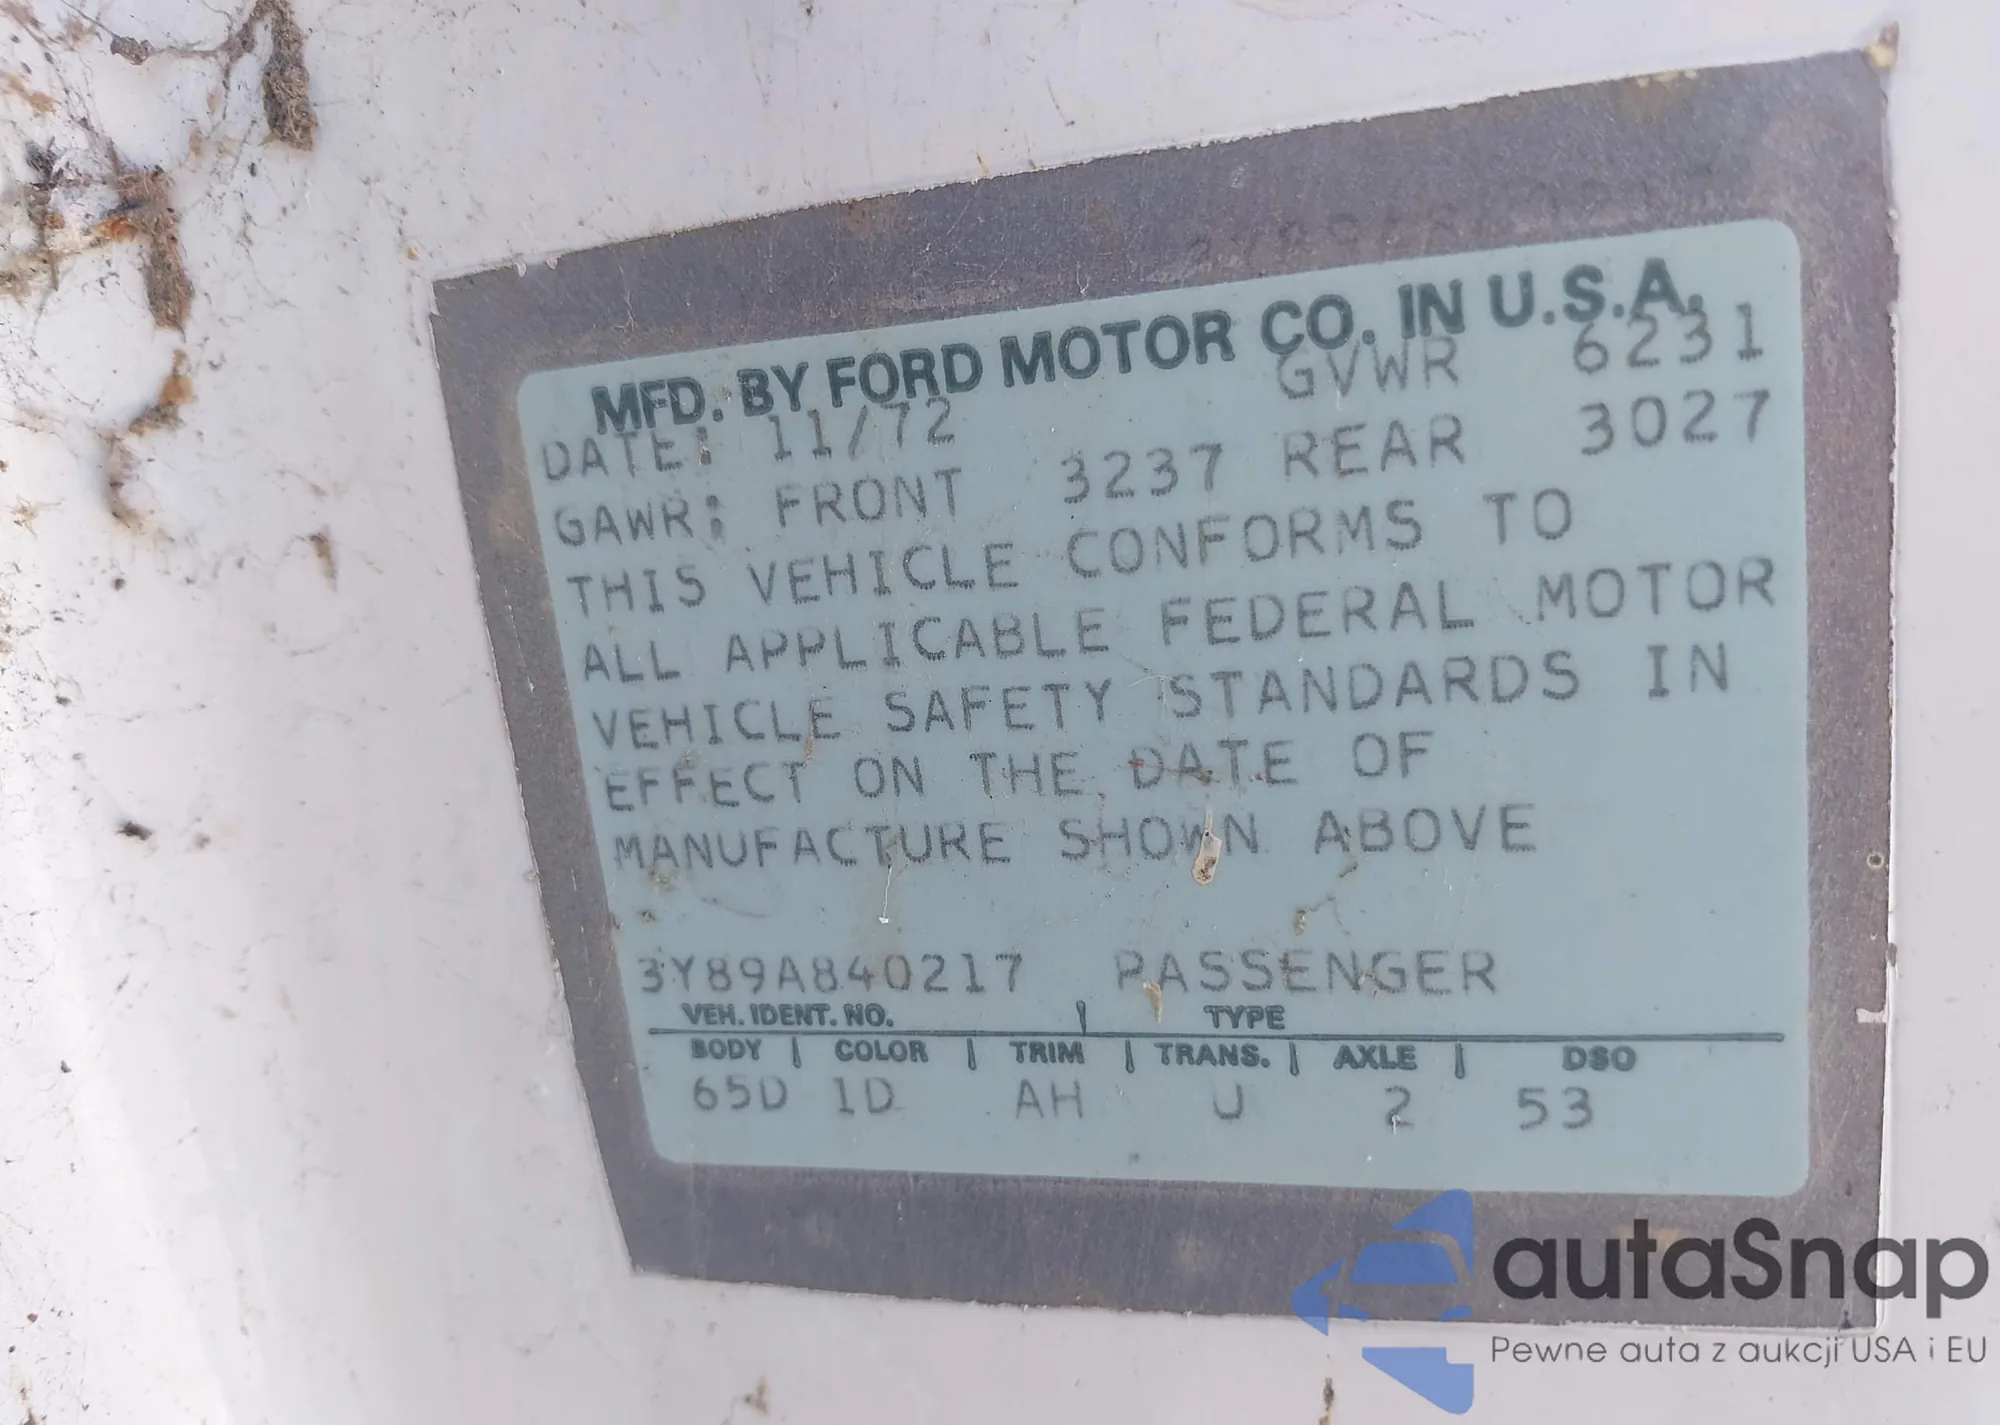 MFD. BY FORD MOTOR CO. IN U.S.A.
DATE: 11/72 GVWR 6231
GAWR: FRONT 3237 REAR 3027
THIS VEHICLE CONFORMS TO
ALL APPLICABLE FEDERAL MOTOR
VEHICLE SAFETY STANDARDS IN
EFFECT ON THE DATE OF
MANUFACTURE SHOWN ABOVE
3Y89A840217 PASSENGER
VEH. IDENT. NO. | TYPE
BODY | COLOR | TRIM | TRANS. | AXLE | DSO
65D 1D AH U 2 53
autaSnap
Pewne auta z aukcji USA i EU